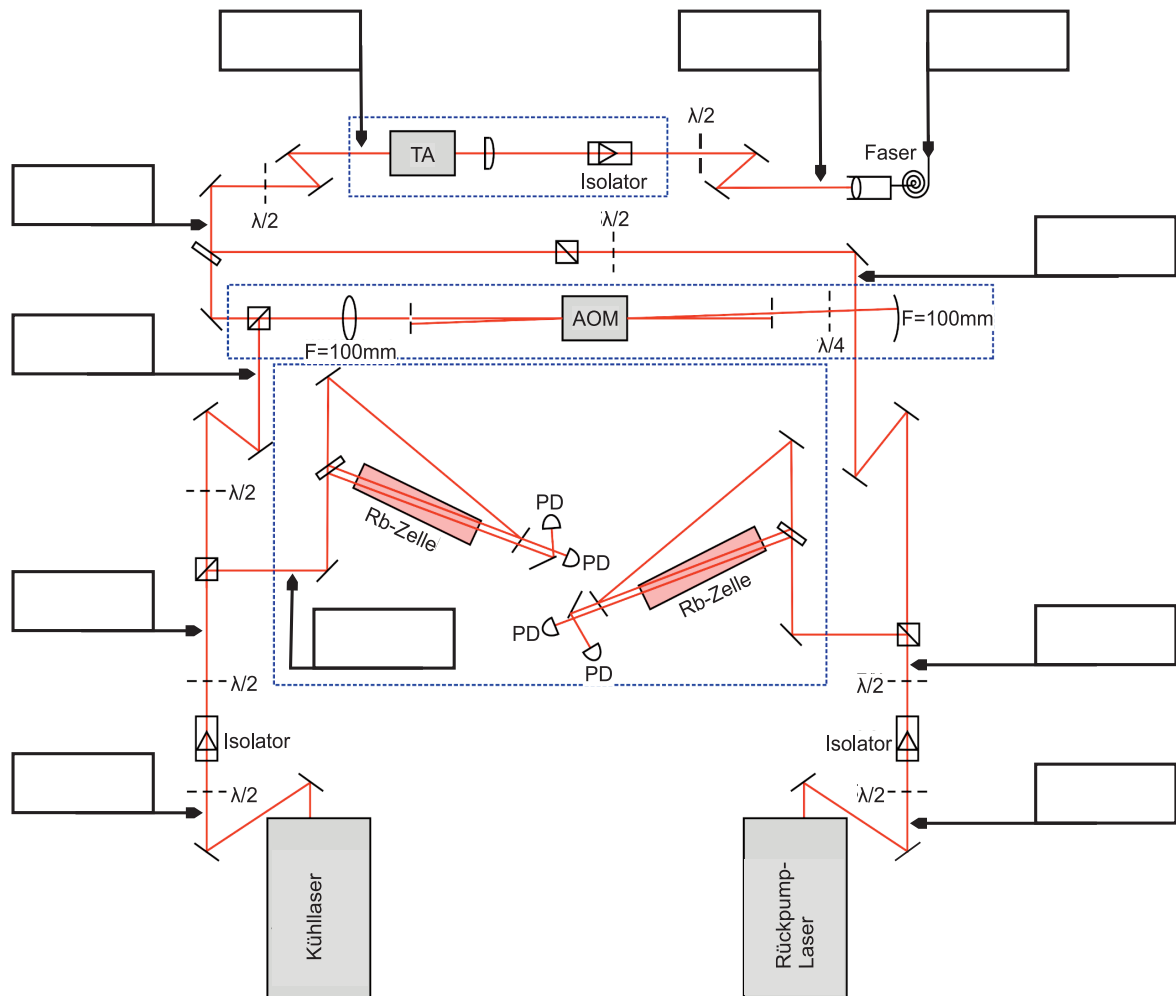 λ/2
TA
Faser
Isolator
λ/2
λ/2
AOM
F=100mm
λ/4
F=100mm
λ/2
PD
Rb-Zelle
PD
Rb-Zelle
PD
PD
λ/2
λ/2
Isolator
Isolator
λ/2
λ/2
Kühllaser
Rückpump-
Laser